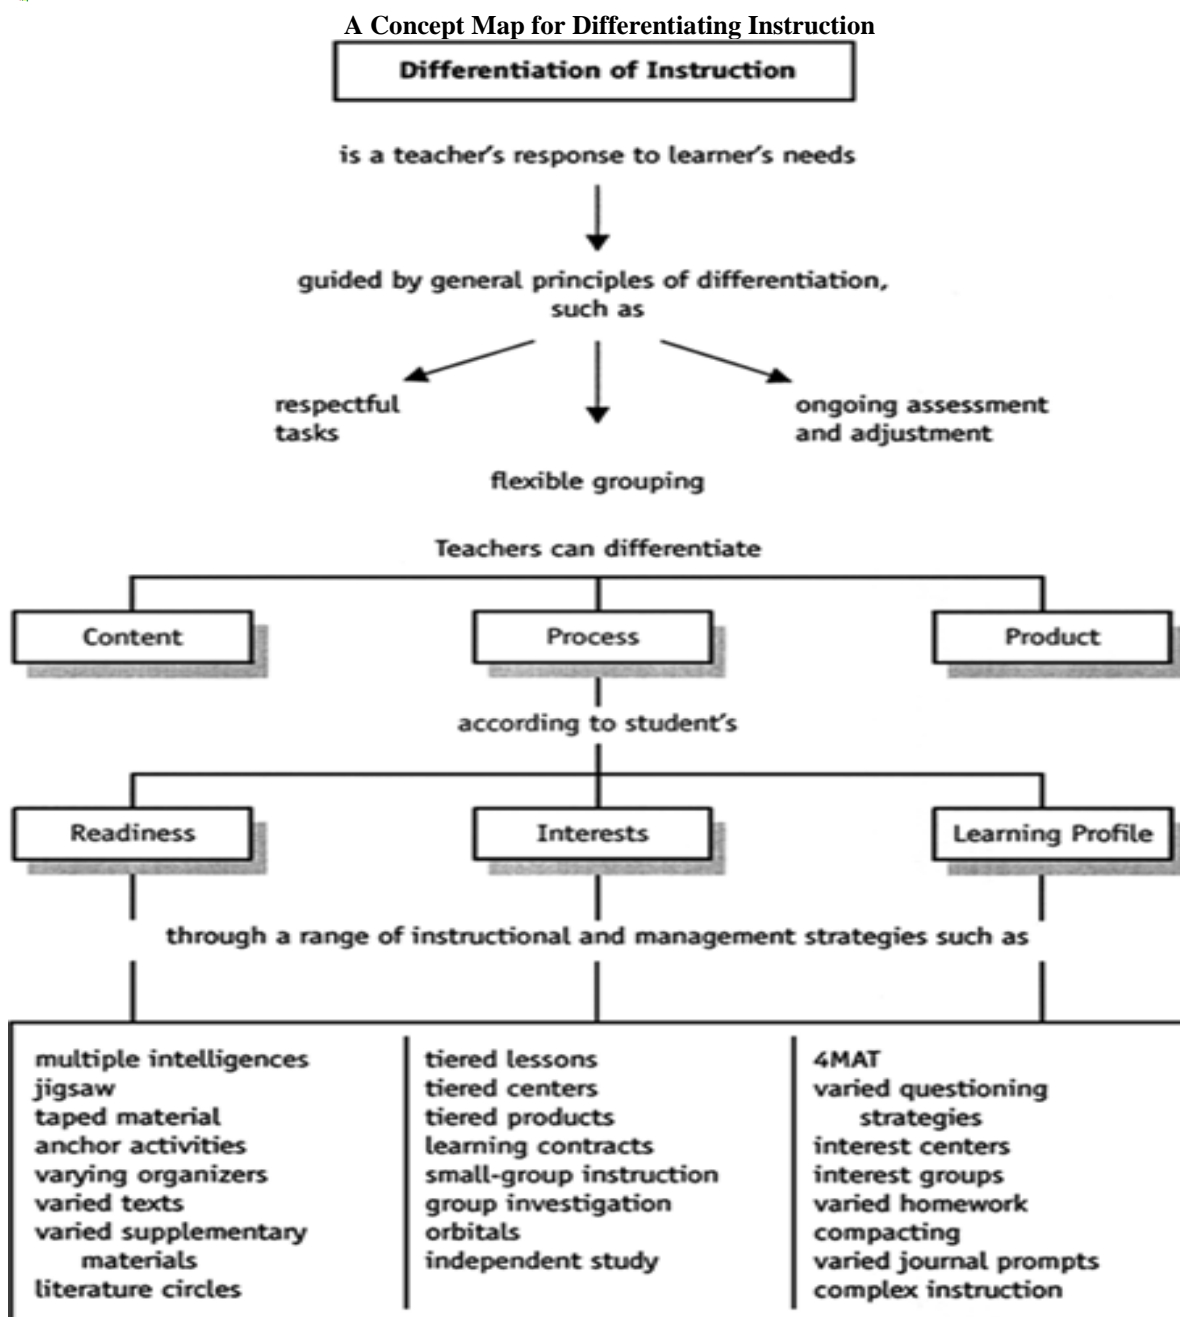 A Concept Map for Differentiating Instruction
Differentiation of Instruction
is a teacher's response to learner's needs
guided by general principles of differentiation,
such as
respectful
tasks
ongoing assessment
and adjustment
flexible grouping
Teachers can differentiate
Content
Process
Product
according to student's
Readiness
Interests
Learning Profile
through a range of instructional and management strategies such as
multiple intelligences
jigsaw
taped material
anchor activities
varying organizers
varied texts
varied supplementary
materials
literature circles
tiered lessons
tiered centers
tiered products
learning contracts
small-group instruction
group investigation
orbitals
independent study
4MAT
varied questioning
strategies
interest centers
interest groups
varied homework
compacting
varied journal prompts
complex instruction